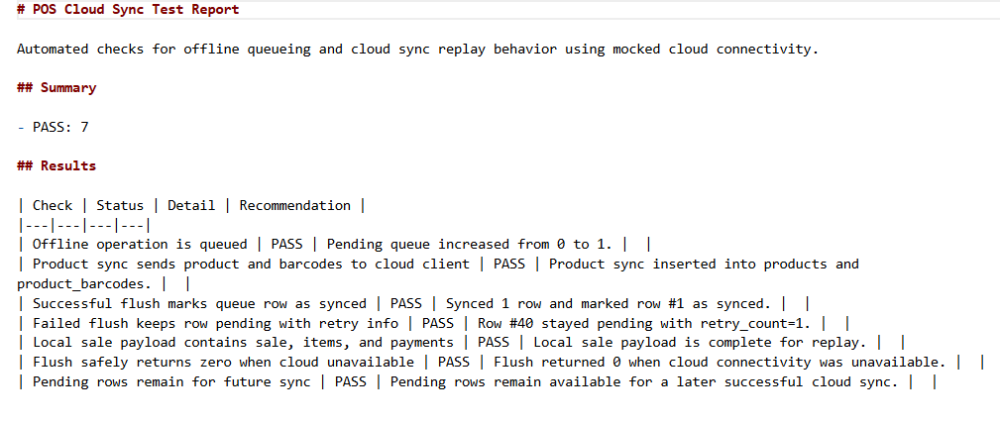 # POS Cloud Sync Test Report
Automated checks for offline queueing and cloud sync replay behavior using mocked cloud connectivity.
## Summary
- PASS: 7
## Results
| Check | Status | Detail | Recommendation |
|---|---|---|---|
| Offline operation is queued | PASS | Pending queue increased from 0 to 1. |  |
| Product sync sends product and barcodes to cloud client | PASS | Product sync inserted into products and
product_barcodes. |  |
| Successful flush marks queue row as synced | PASS | Synced 1 row and marked row #1 as synced. |  |
| Failed flush keeps row pending with retry info | PASS | Row #40 stayed pending with retry_count=1. |  |
| Local sale payload contains sale, items, and payments | PASS | Local sale payload is complete for replay. |  |
| Flush safely returns zero when cloud unavailable | PASS | Flush returned 0 when cloud connectivity was unavailable. |  |
| Pending rows remain for future sync | PASS | Pending rows remain available for a later successful cloud sync. |  |